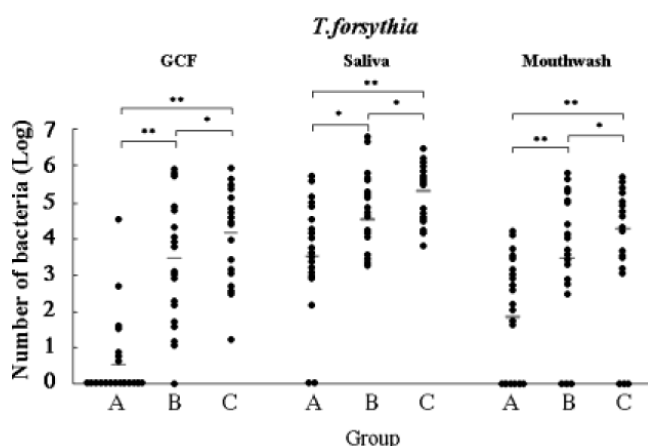 T.forsythia
GCF Saliva Mouthwash
** ** **
** * * * ** *
Number of bacteria (Log)
7
6
5
4
3
2
1
0
A B C A B C A B C
Group